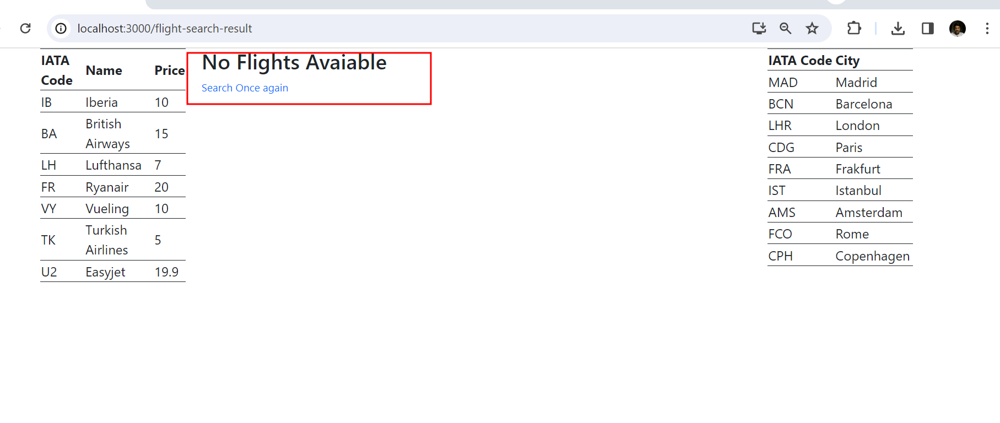 localhost:3000/flight-search-result
IATA Code Name Price
IB Iberia 10
BA British Airways 15
LH Lufthansa 7
FR Ryanair 20
VY Vueling 10
TK Turkish Airlines 5
U2 Easyjet 19.9
No Flights Avaiable
Search Once again
IATA Code City
MAD Madrid
BCN Barcelona
LHR London
CDG Paris
FRA Frakfurt
IST Istanbul
AMS Amsterdam
FCO Rome
CPH Copenhagen